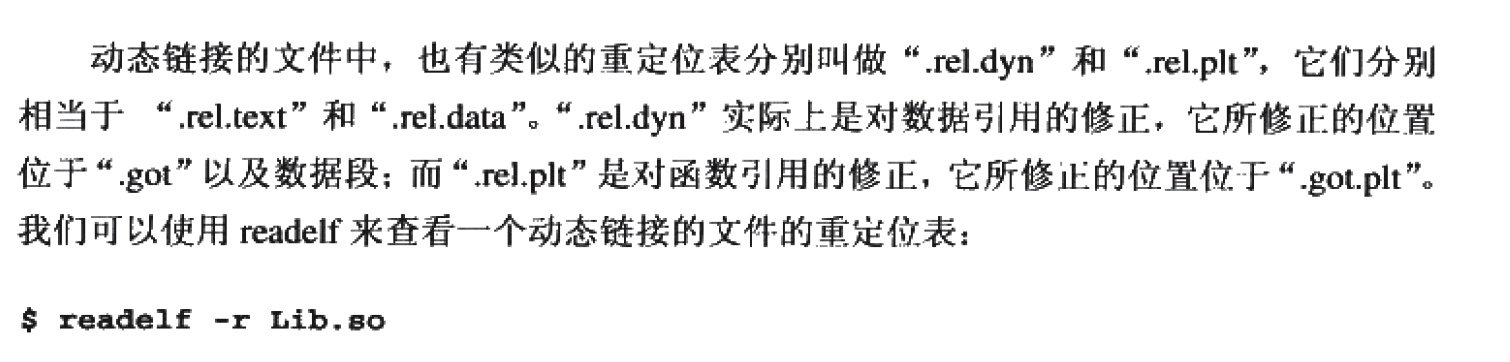 动态链接的文件中，也有类似的重定位表分别叫做“.rel.dyn”和“.rel.plt”，它们分别
相当于 “.rel.text”和“.rel.data”。“.rel.dyn”实际上是对数据引用的修正，它所修正的位置
位于“.got”以及数据段；而“.rel.plt”是对函数引用的修正，它所修正的位置位于“.got.plt”。
我们可以使用 readelf 来查看一个动态链接的文件的重定位表：
$ readelf -r Lib.so